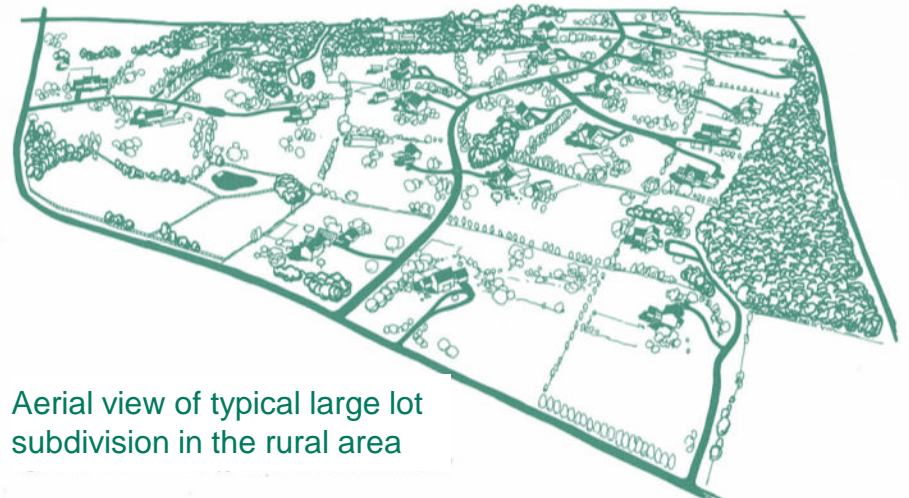 Aerial view of typical large lot
subdivision in the rural area